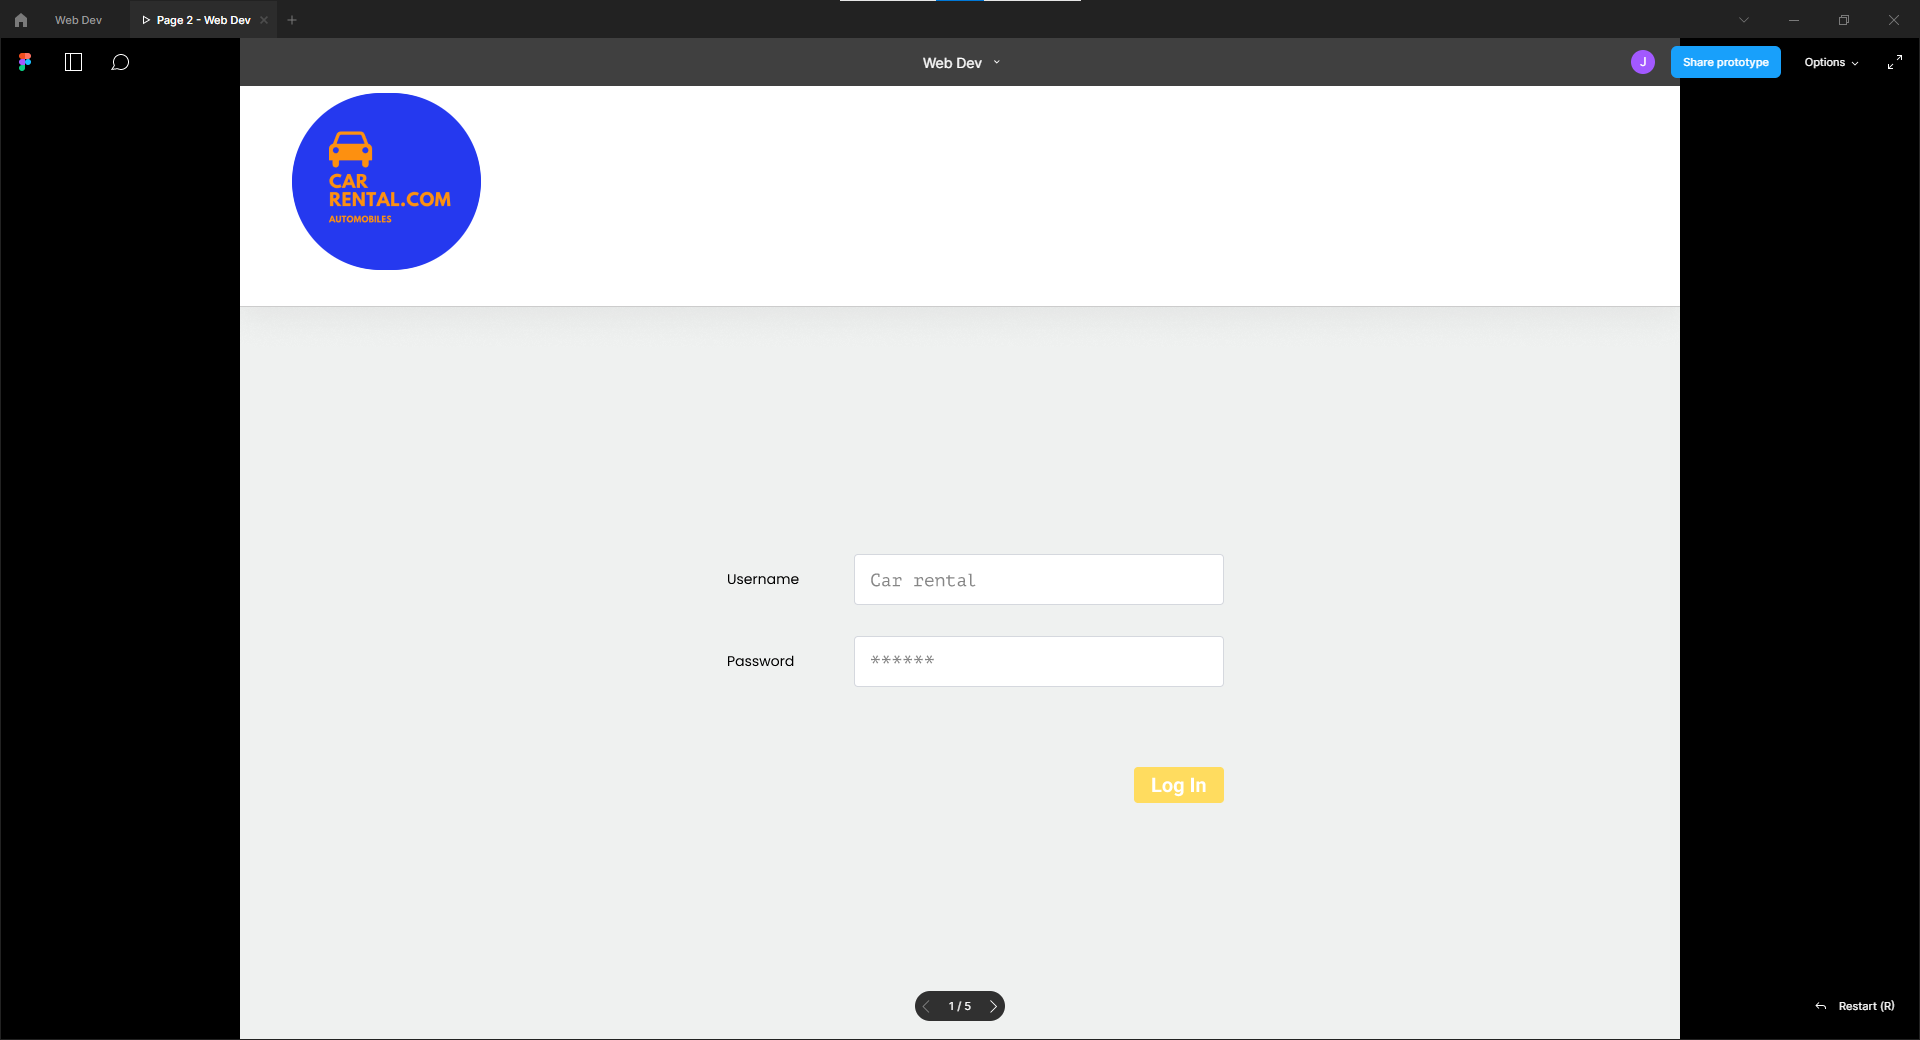 Web Dev
Page 2 - Web Dev
Web Dev
J
Share prototype
Options
CAR
RENTAL.COM
AUTOMOBILES
Username
Car rental
Password
******
Log In
1 / 5
Restart (R)